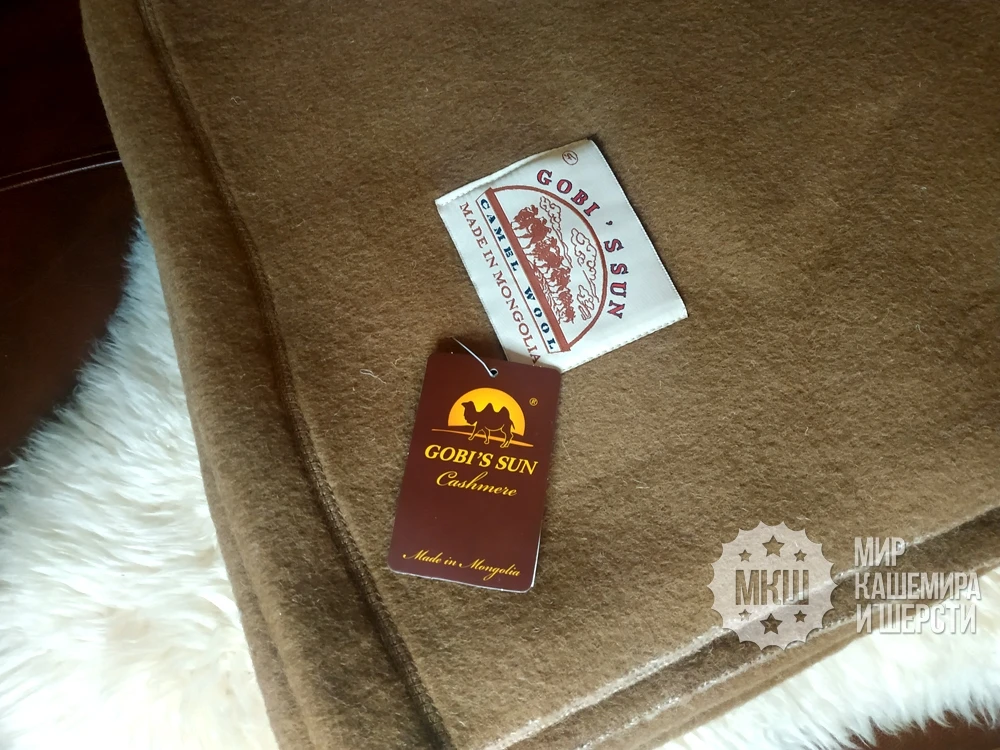 GOBI'S SUN
CAMEL WOOL
MADE IN MONGOLIA
®
GOBI'S SUN
Cashmere
Made in Mongolia
МКШ
МИР
КАШЕМИРА
И ШЕРСТИ